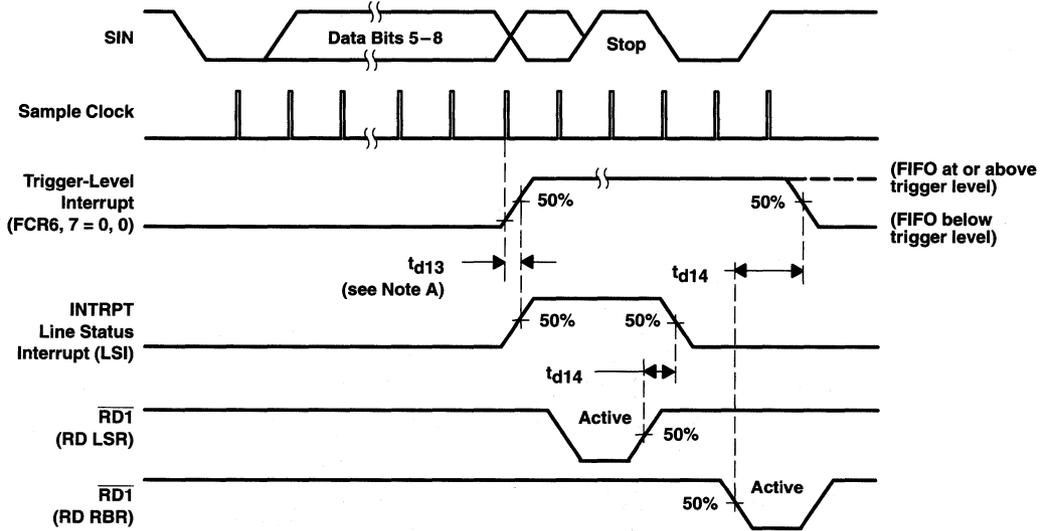 SIN
Data Bits 5–8
Stop
Sample Clock
Trigger-Level
Interrupt
(FCR6, 7 = 0, 0)
50%
50%
(FIFO at or above
trigger level)
(FIFO below
trigger level)
td13
(see Note A)
td14
INTRPT
Line Status
Interrupt (LSI)
50%
50%
td14
RD1
(RD LSR)
Active
50%
RD1
(RD RBR)
50%
Active